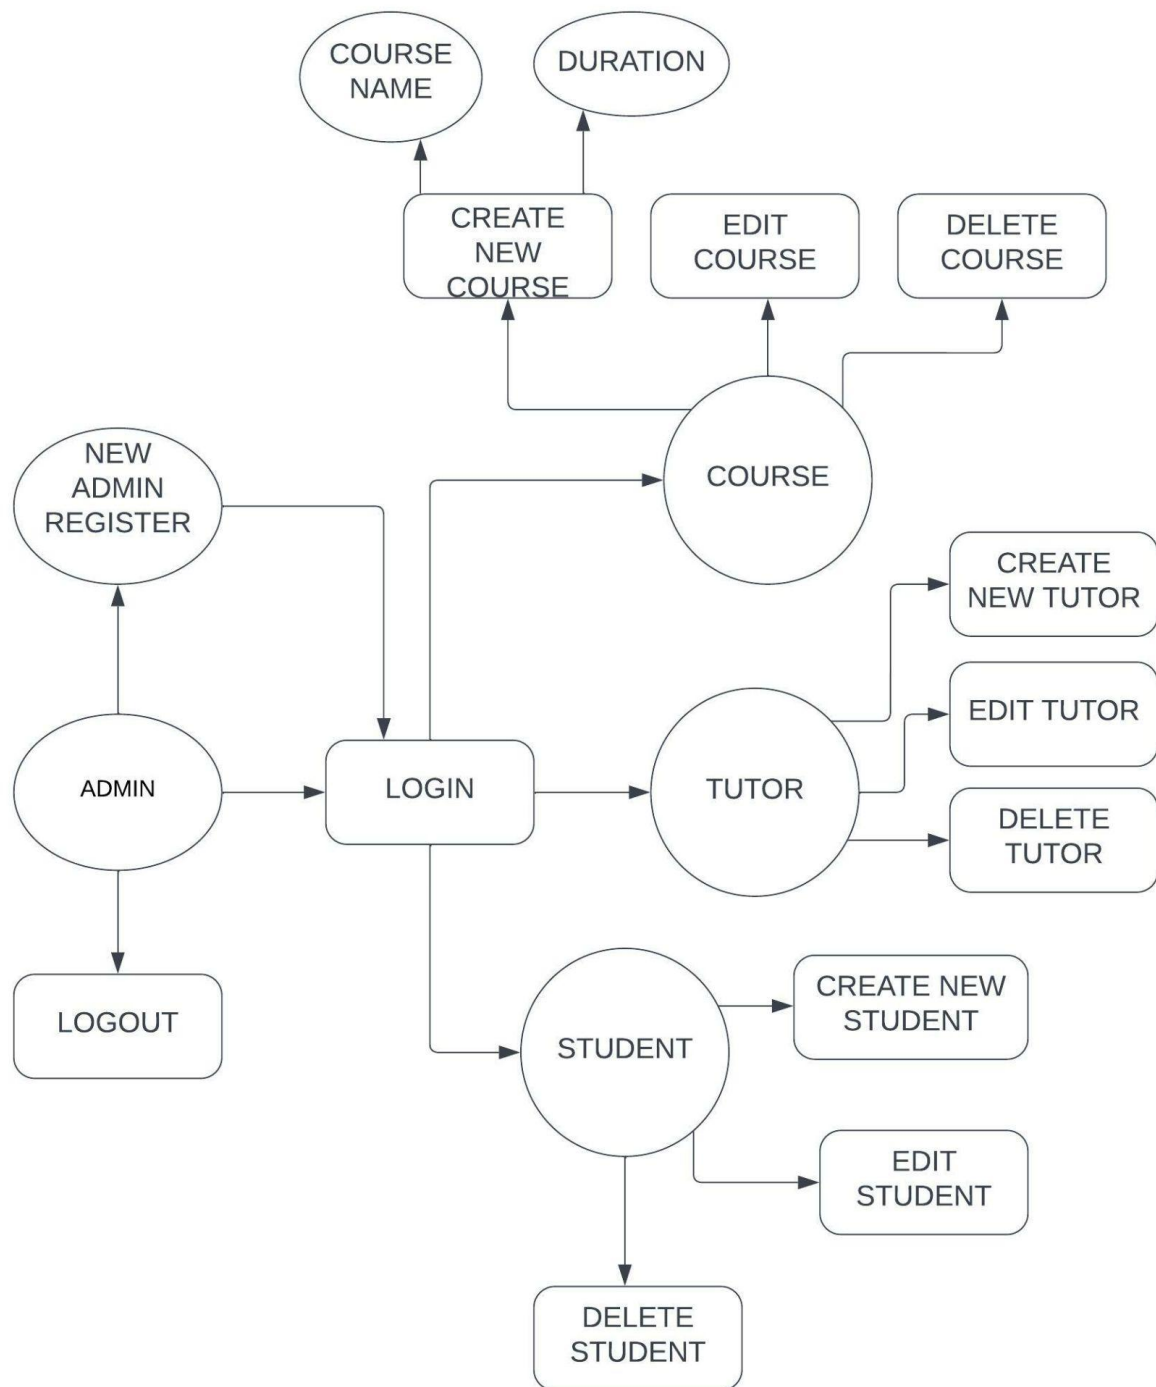 COURSE
NAME
DURATION
CREATE
NEW
COURSE
EDIT
COURSE
DELETE
COURSE
NEW
ADMIN
REGISTER
COURSE
CREATE
NEW TUTOR
EDIT TUTOR
ADMIN
LOGIN
TUTOR
DELETE
TUTOR
LOGOUT
STUDENT
CREATE NEW
STUDENT
EDIT
STUDENT
DELETE
STUDENT